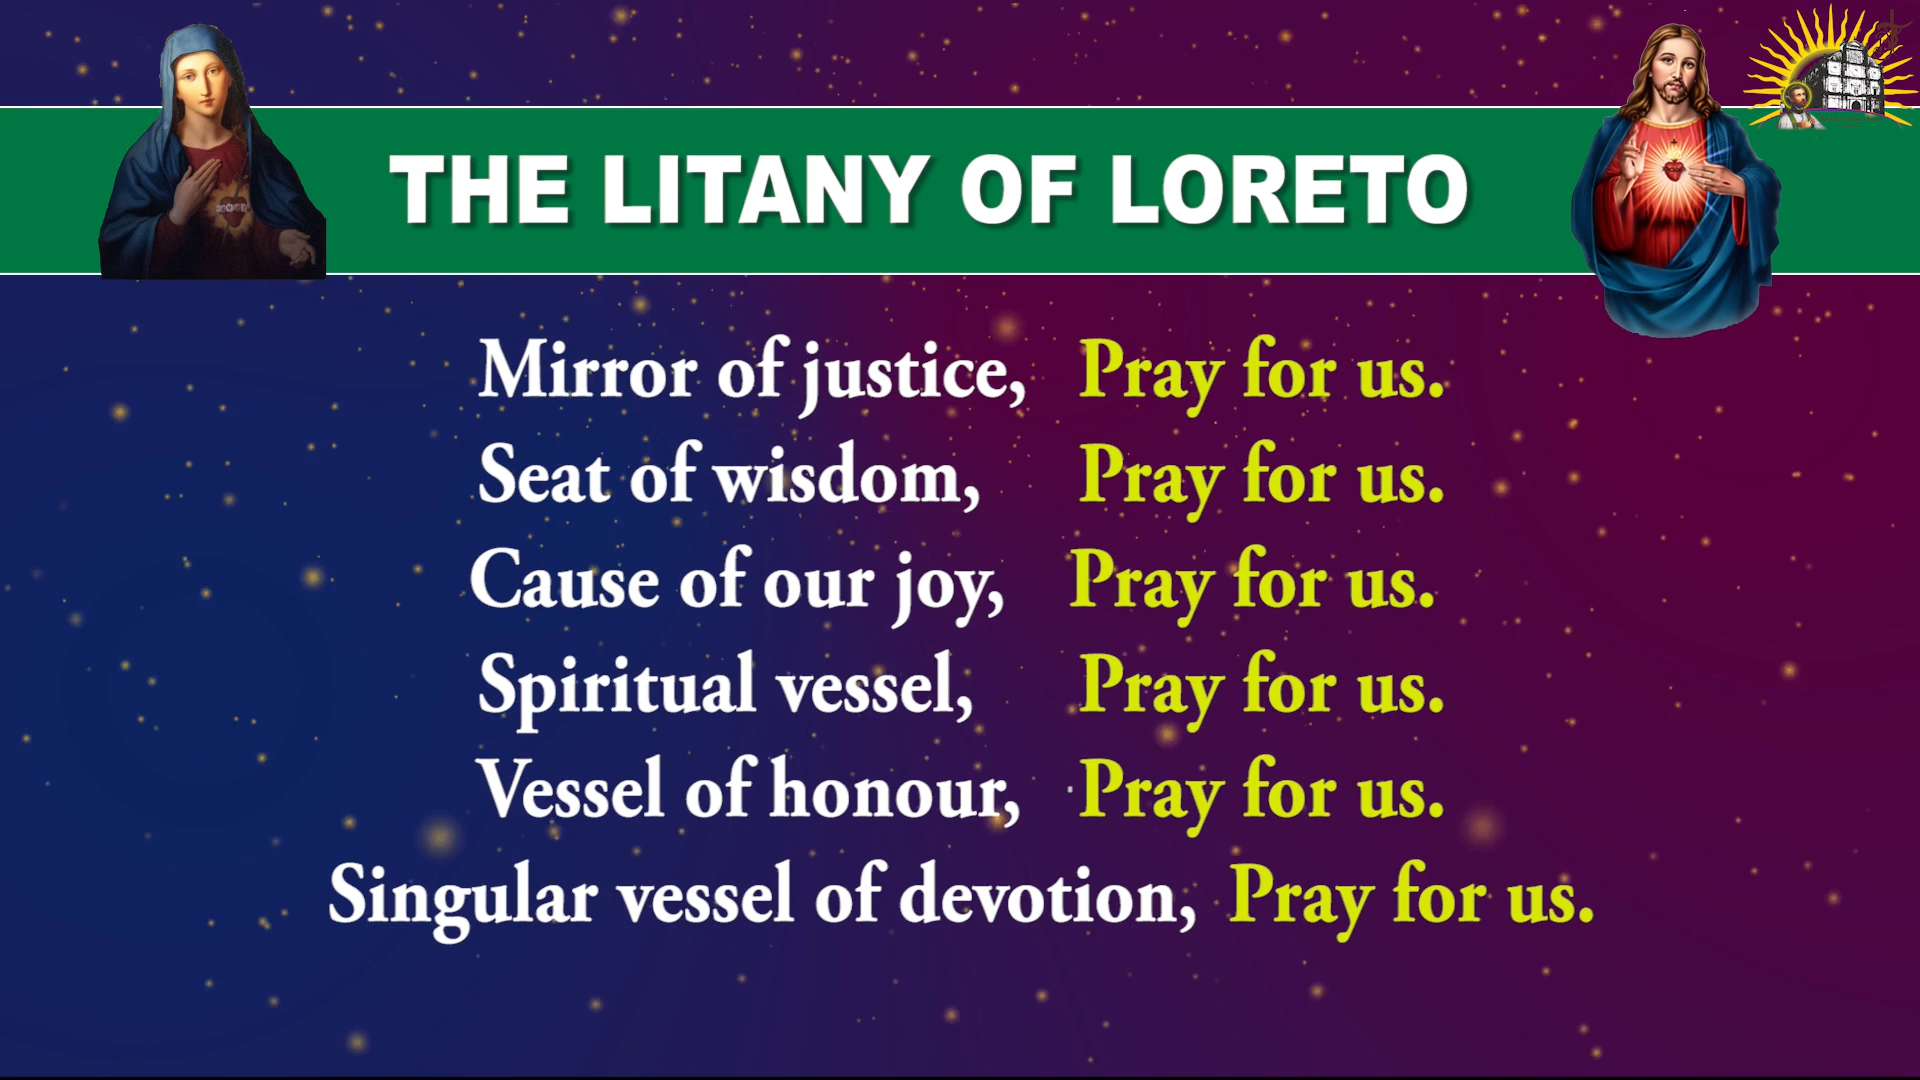 THE LITANY OF LORETO
Mirror of justice, Pray for us.
Seat of wisdom, Pray for us.
Cause of our joy, Pray for us.
Spiritual vessel, Pray for us.
Vessel of honour, Pray for us.
Singular vessel of devotion, Pray for us.